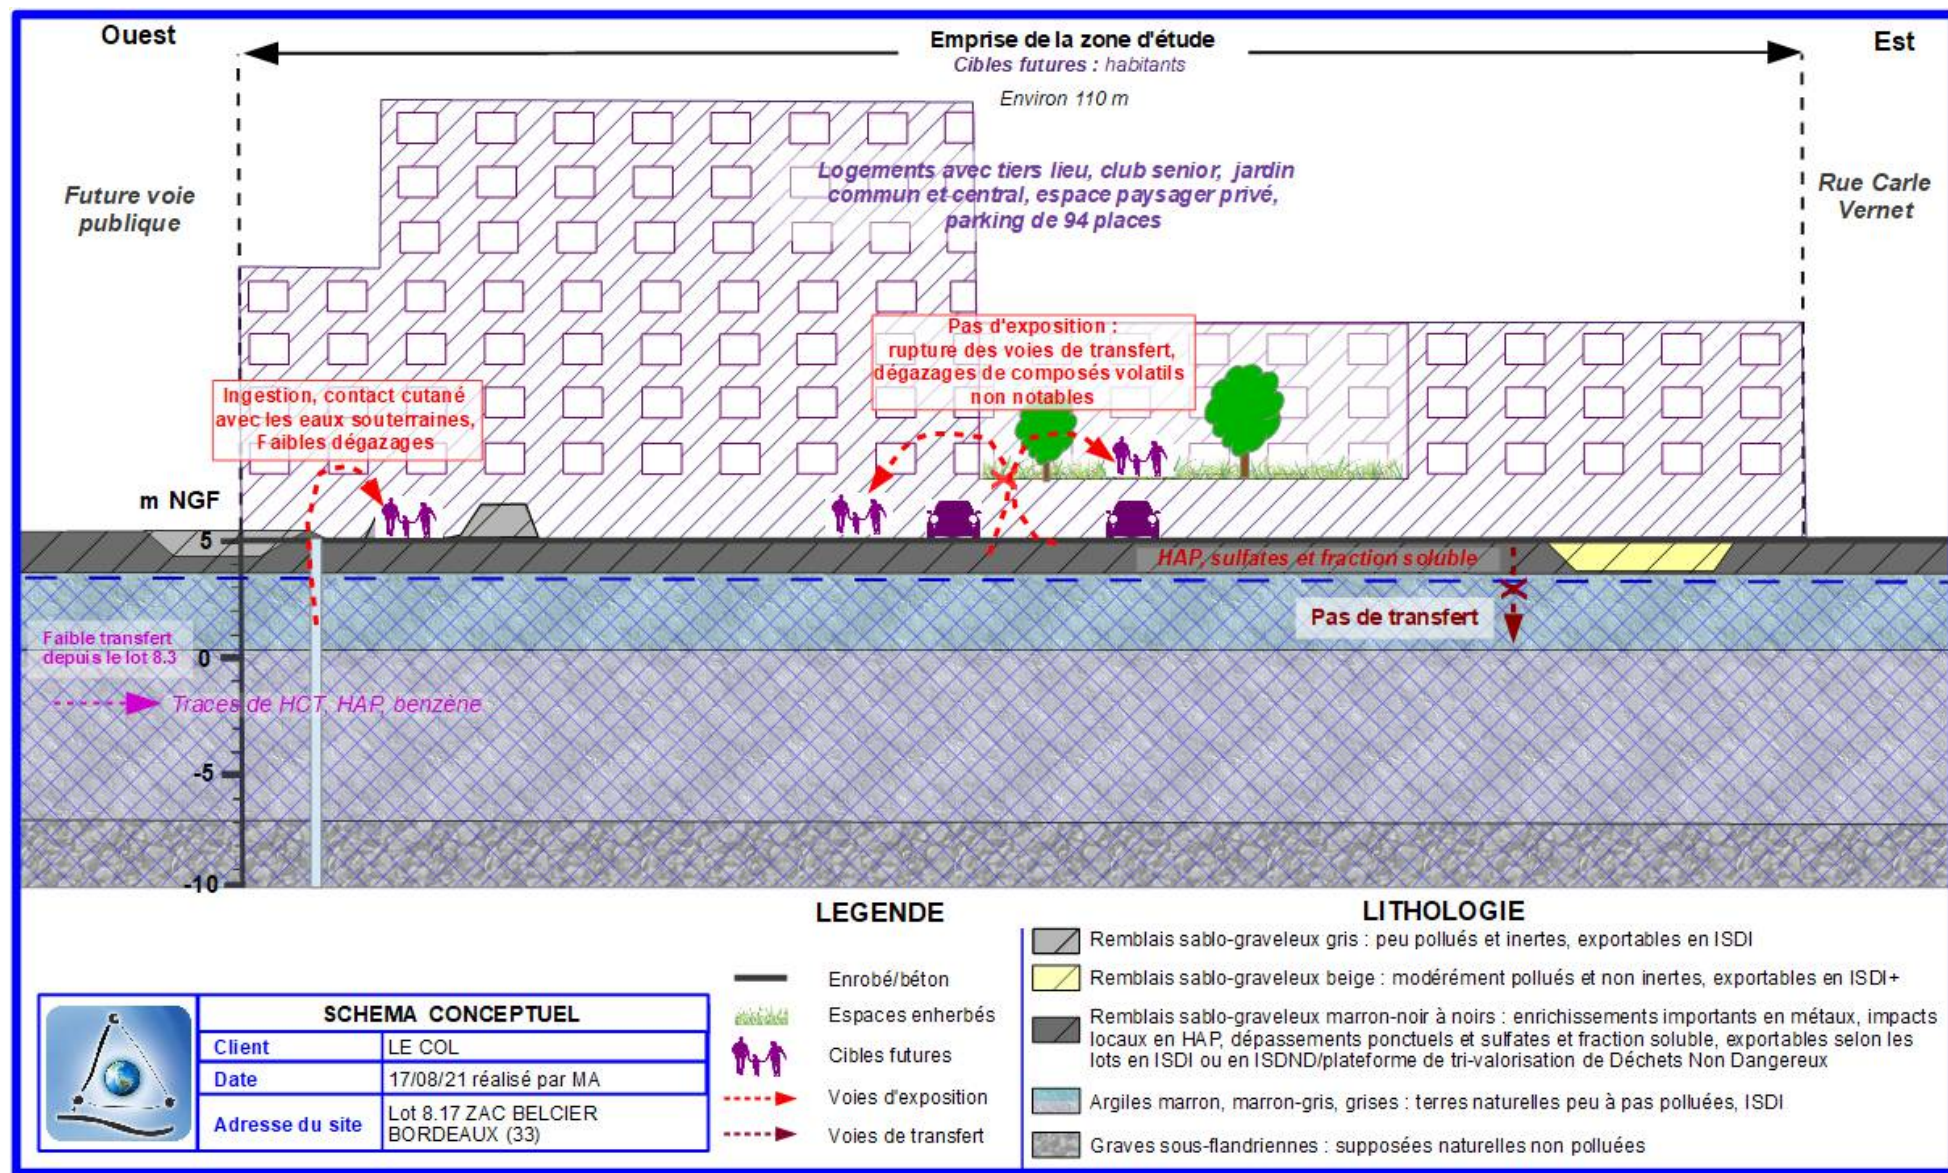 Ouest
Emprise de la zone d'étude
Est
Cibles futures : habitants
Environ 110 m
Logements avec tiers lieu, club senior, jardin
commun et central, espace paysager privé,
parking de 94 places
Future voie
publique
Rue Carle
Vernet
Pas d'exposition :
rupture des voies de transfert,
dégazages de composés volatils
non notables
Ingestion, contact cutané
avec les eaux souterraines,
Faibles dégazages
m NGF
5
HAP, sulfates et fraction soluble
Pas de transfert
Faible transfert
depuis le lot 8.3
0
Traces de HCT, HAP, benzène
-5
-10
LEGENDE
Enrobé/béton
Espaces enherbés
Cibles futures
Voies d'exposition
Voies de transfert
LITHOLOGIE
Remblais sablo-graveleux gris : peu pollués et inertes, exportables en ISDI
Remblais sablo-graveleux beige : modérément pollués et non inertes, exportables en ISDI+
Remblais sablo-graveleux marron-noir à noirs : enrichissements importants en métaux, impacts
locaux en HAP, dépassements ponctuels et sulfates et fraction soluble, exportables selon les
lots en ISDI ou en ISDND/plateforme de tri-valorisation de Déchets Non Dangereux
Argiles marron, marron-gris, grises : terres naturelles peu à pas polluées, ISDI
Graves sous-flandriennes : supposées naturelles non polluées
SCHEMA CONCEPTUEL
Client LE COL
Date 17/08/21 réalisé par MA
Adresse du site Lot 8.17 ZAC BELCIER
BORDEAUX (33)